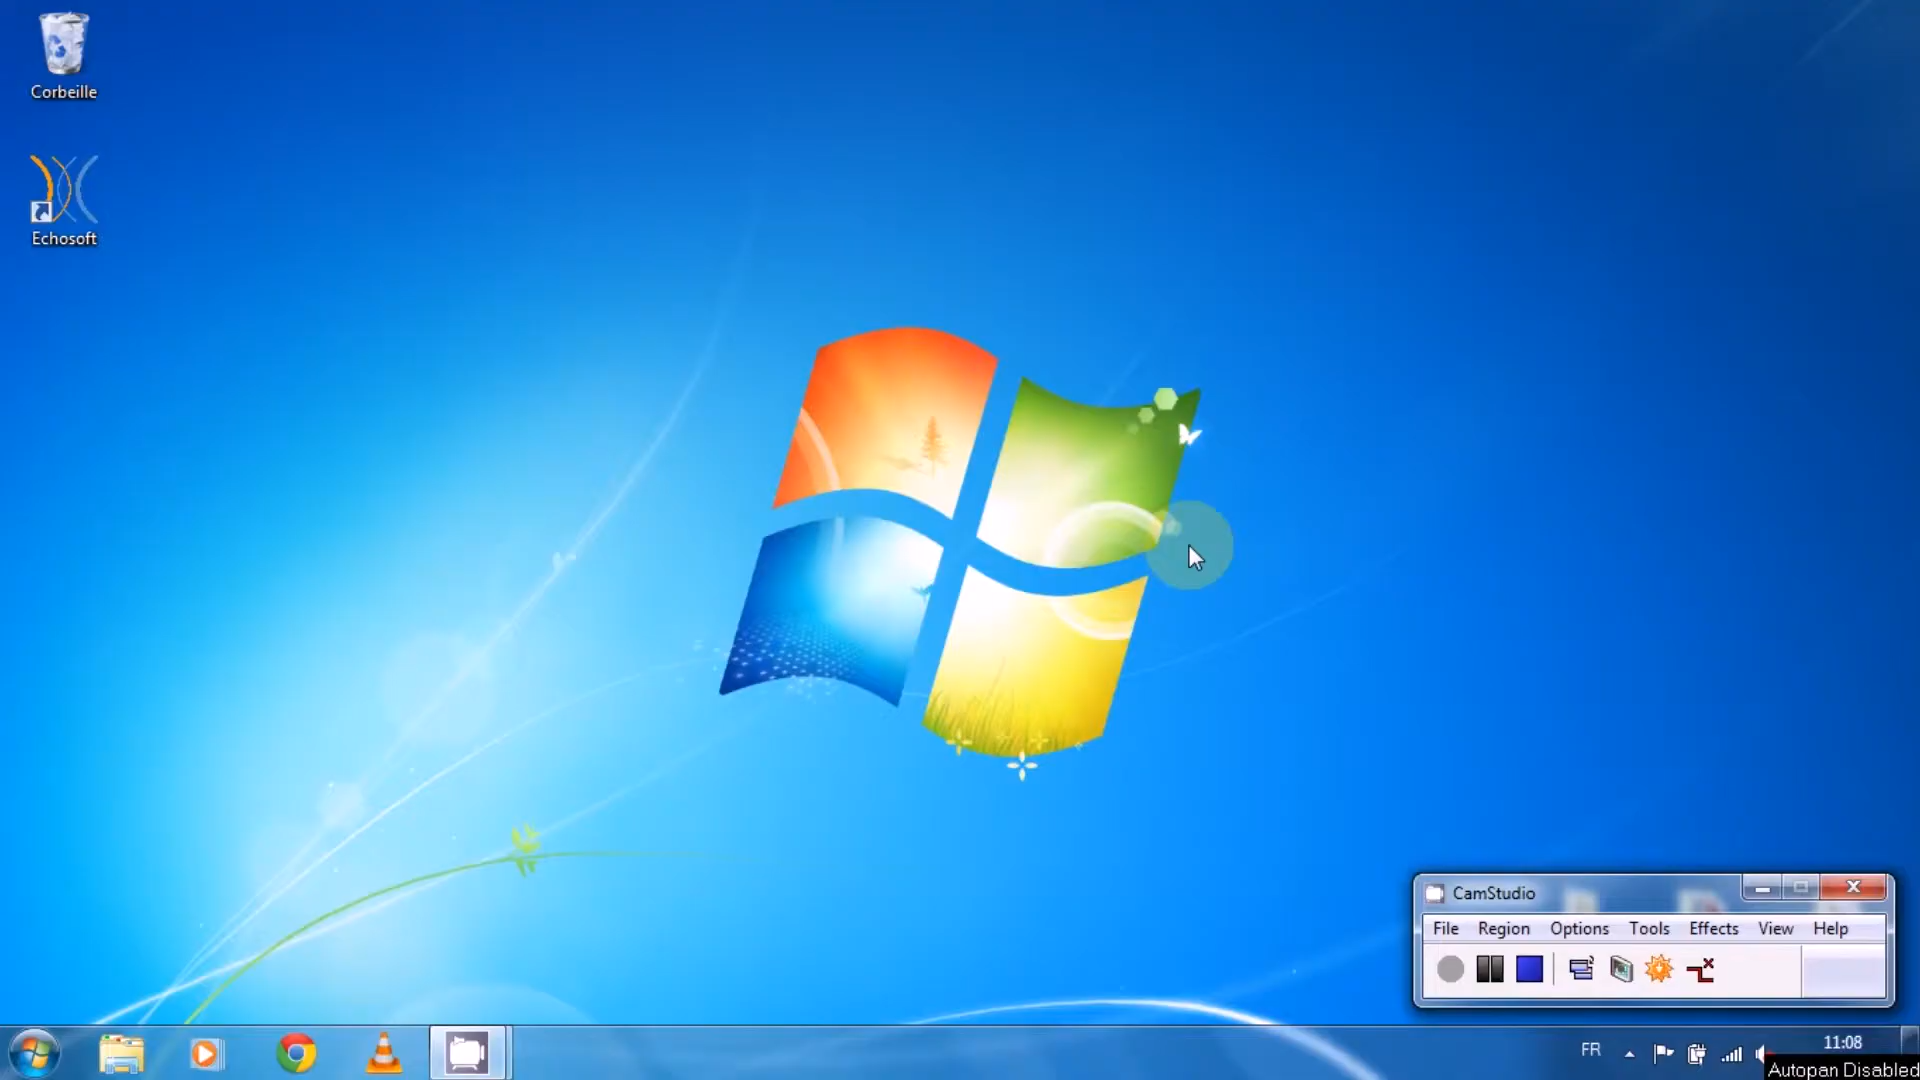 Corbeille
Echosoft
CamStudio
File Region Options Tools Effects View Help
FR
11:08
Autopan Disabled